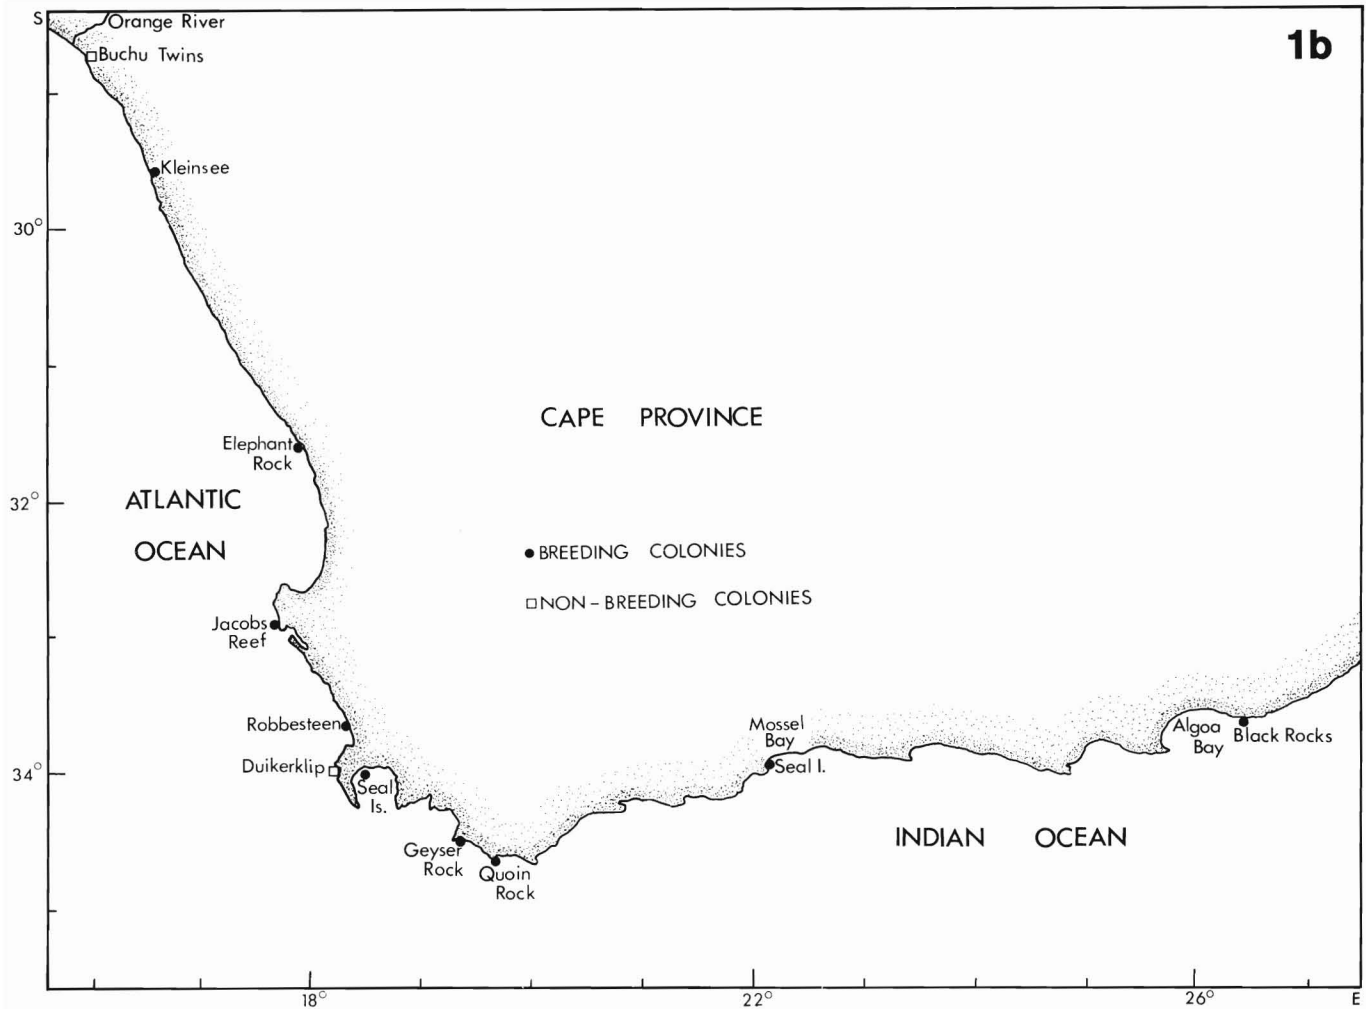 S
Orange River
1b
Buchu Twins
Kleinsee
30°
CAPE PROVINCE
Elephant
Rock
32°
ATLANTIC
OCEAN
BREEDING COLONIES
NON-BREEDING COLONIES
Jacobs
Reef
Robbesteen
Mossel
Bay
Algoa
Bay
Black Rocks
34°
Duikerklip
Seal
Is.
Seal I.
INDIAN OCEAN
Geyser
Rock
Quoin
Rock
18°
22°
26°
E